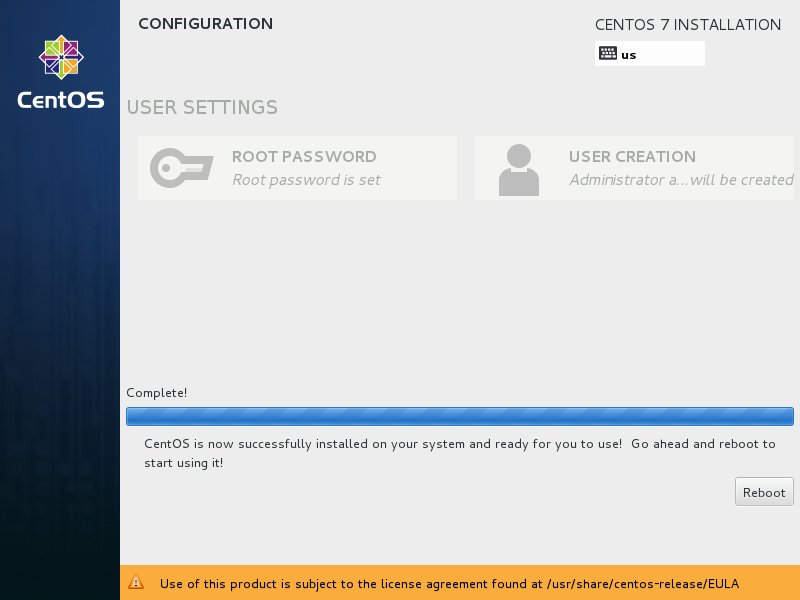 CONFIGURATION
CENTOS 7 INSTALLATION
us
CentOS
USER SETTINGS
ROOT PASSWORD
Root password is set
USER CREATION
Administrator a...will be created
Complete!
CentOS is now successfully installed on your system and ready for you to use!  Go ahead and reboot to
start using it!
Reboot
Use of this product is subject to the license agreement found at /usr/share/centos-release/EULA